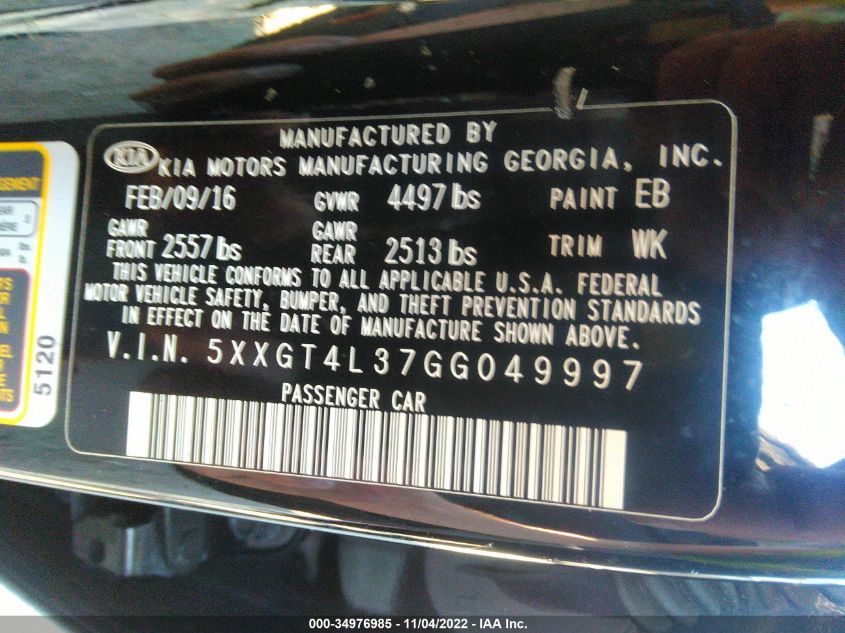 MANUFACTURED BY
KIA KIA MOTORS MANUFACTURING GEORGIA, INC.
FEB/09/16 GVWR 4497 lbs PAINT EB
GAWR FRONT 2557 lbs GAWR REAR 2513 lbs TRIM WK
THIS VEHICLE CONFORMS TO ALL APPLICABLE U.S.A. FEDERAL
MOTOR VEHICLE SAFETY, BUMPER, AND THEFT PREVENTION STANDARDS
IN EFFECT ON THE DATE OF MANUFACTURE SHOWN ABOVE.
V.I.N. 5XXGT4L37GG049997
PASSENGER CAR
5120
000-34976985 - 11/04/2022 - IAA Inc.